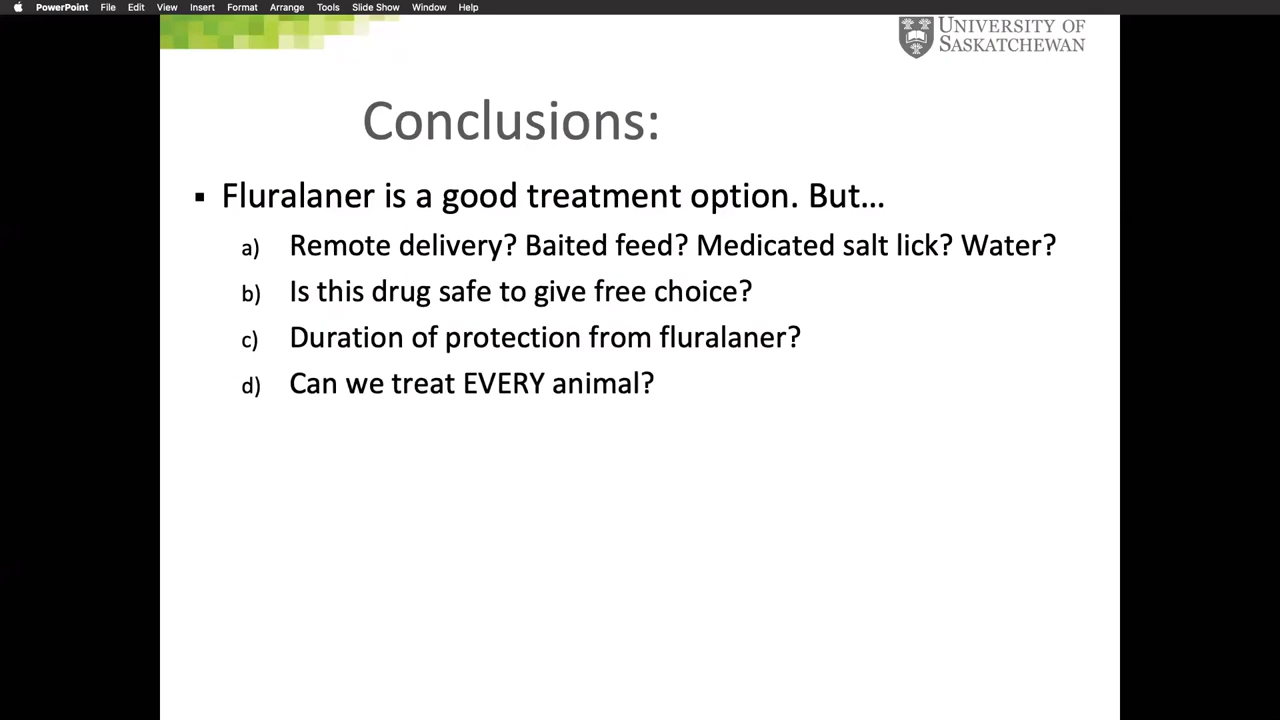 PowerPoint File Edit View Insert Format Arrange Tools Slide Show Window Help
UNIVERSITY OF
SASKATCHEWAN
Conclusions:
▪ Fluralaner is a good treatment option. But...
a) Remote delivery? Baited feed? Medicated salt lick? Water?
b) Is this drug safe to give free choice?
c) Duration of protection from fluralaner?
d) Can we treat EVERY animal?